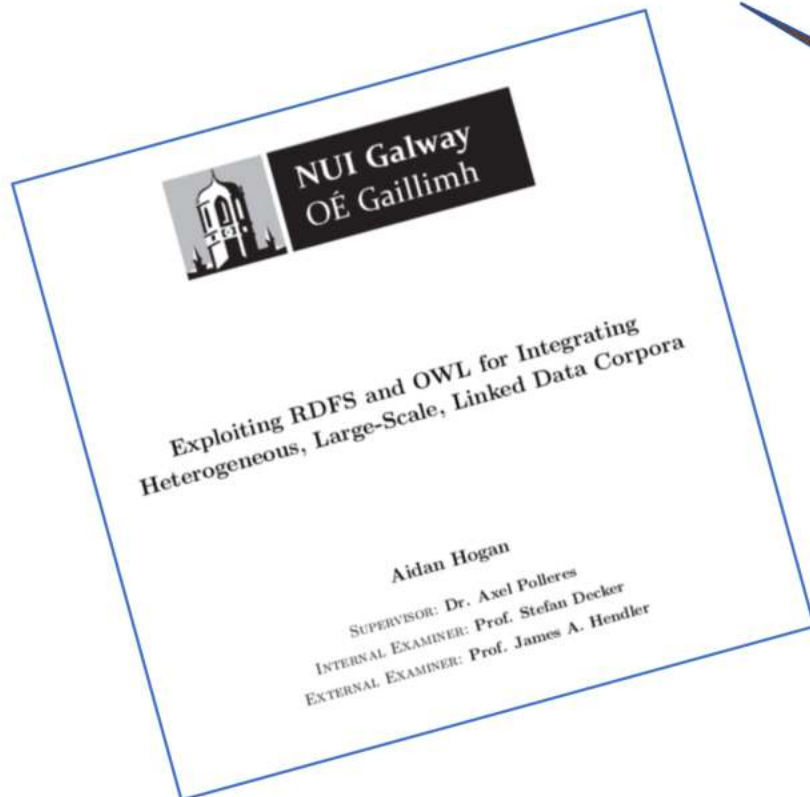 NUI Galway
OÉ Gaillimh
Exploiting RDFS and OWL for Integrating
Heterogeneous, Large-Scale, Linked Data Corpora
Aidan Hogan
SUPERVISOR: Dr. Axel Polleres
INTERNAL EXAMINER: Prof. Stefan Decker
EXTERNAL EXAMINER: Prof. James A. Hendler